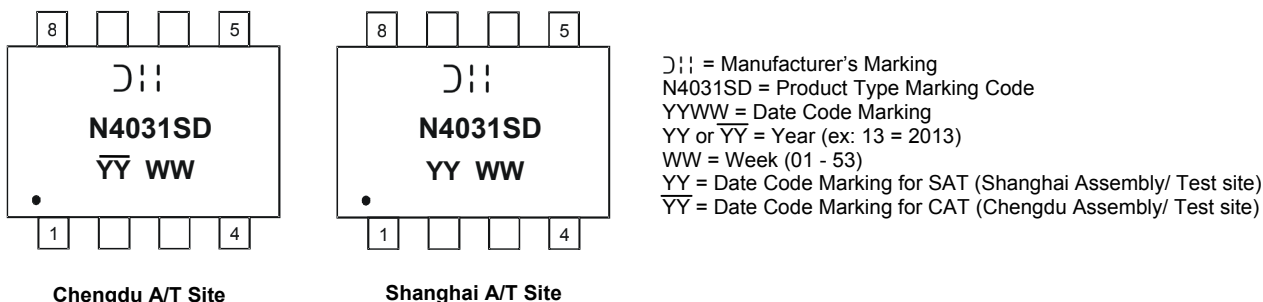 8 5
N4031SD
Y̅Y̅ WW
1 4
Chengdu A/T Site
8 5
N4031SD
YY WW
1 4
Shanghai A/T Site
= Manufacturer's Marking
N4031SD = Product Type Marking Code
YYWW = Date Code Marking
YY or Y̅Y̅ = Year (ex: 13 = 2013)
WW = Week (01 - 53)
YY = Date Code Marking for SAT (Shanghai Assembly/ Test site)
Y̅Y̅ = Date Code Marking for CAT (Chengdu Assembly/ Test site)